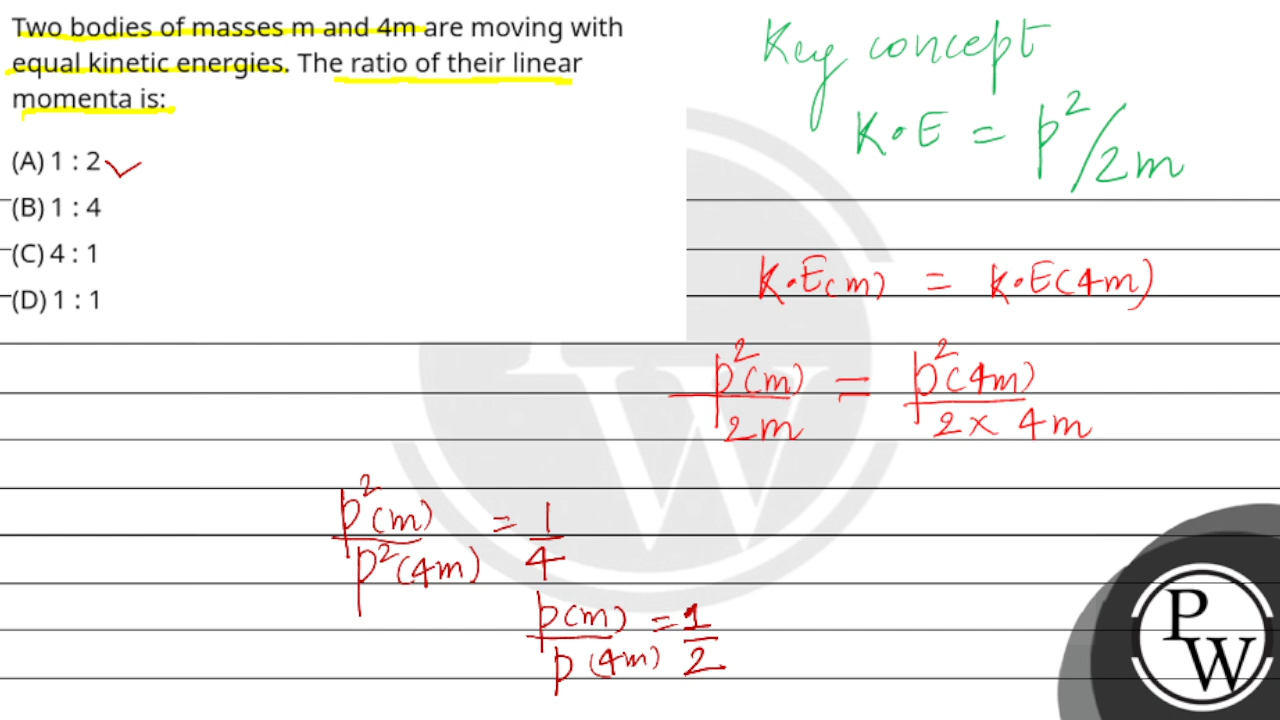 Two bodies of masses m and 4m are moving with
equal kinetic energies. The ratio of their linear
momenta is:
(A) 1 : 2
(B) 1 : 4
(C) 4 : 1
(D) 1 : 1
Key concept
K.E = p²/2m
K.E(m) = K.E(4m)
p²(m)/2m = p²(4m)/2×4m
p²(m)/p²(4m) = 1/4
p(m)/p(4m) = 1/2
PW